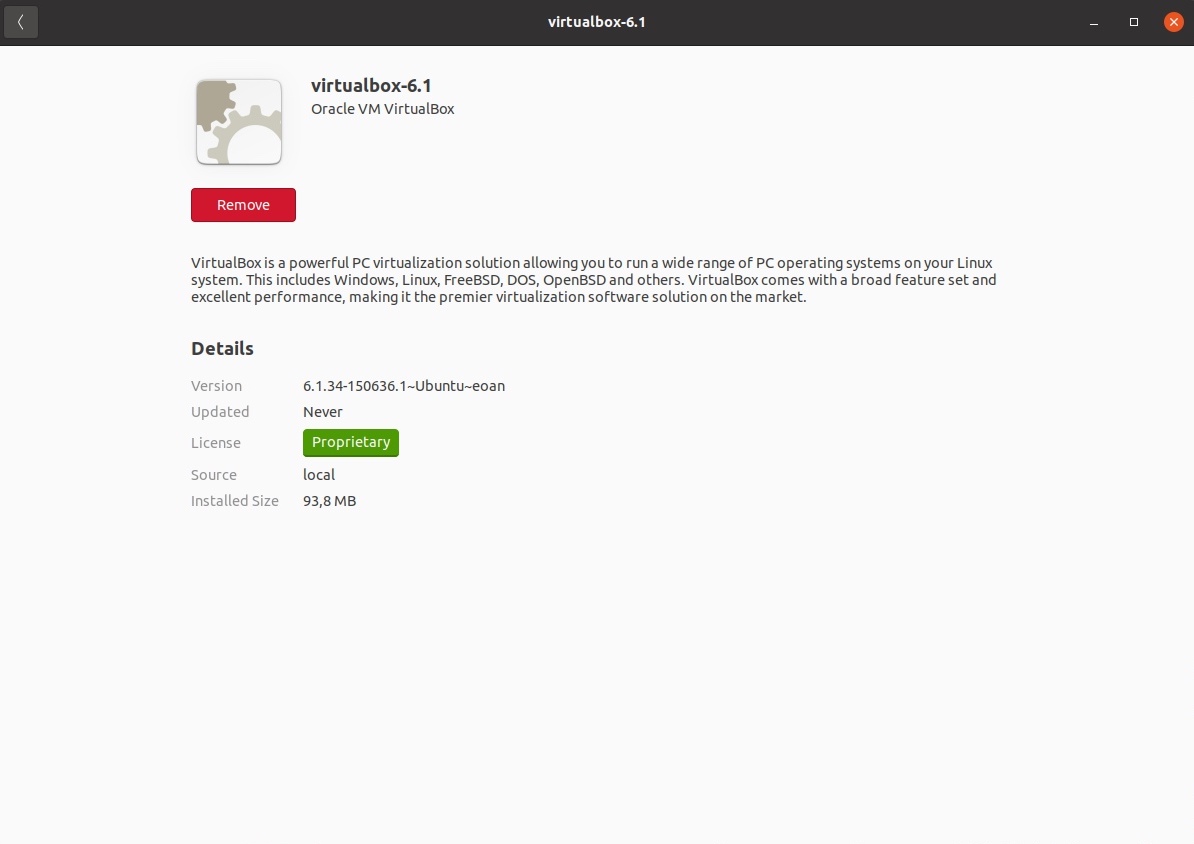 virtualbox-6.1
virtualbox-6.1
Oracle VM VirtualBox
Remove
VirtualBox is a powerful PC virtualization solution allowing you to run a wide range of PC operating systems on your Linux
system. This includes Windows, Linux, FreeBSD, DOS, OpenBSD and others. VirtualBox comes with a broad feature set and
excellent performance, making it the premier virtualization software solution on the market.
Details
Version 6.1.34-150636.1~Ubuntu~eoan
Updated Never
License Proprietary
Source local
Installed Size 93,8 MB